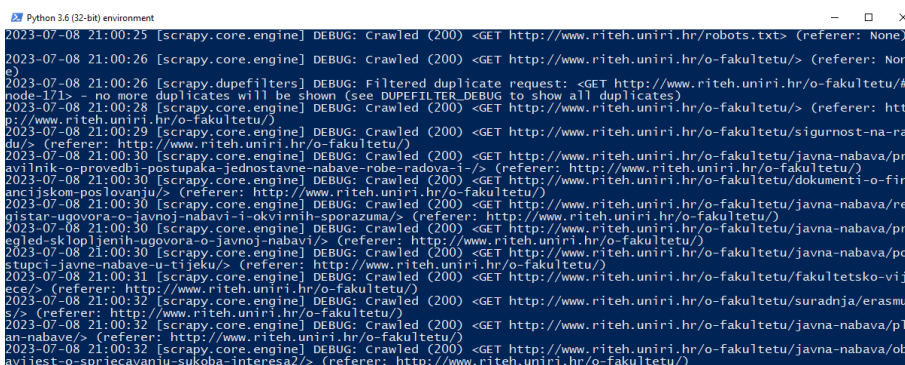 Python 3.6 (32-bit) environment
2023-07-08 21:00:25 [scrapy.core.engine] DEBUG: Crawled (200) <GET http://www.riteh.uniri.hr/robots.txt> (referer: None)
2023-07-08 21:00:26 [scrapy.core.engine] DEBUG: Crawled (200) <GET http://www.riteh.uniri.hr/o-fakultetu/> (referer: Non
e)
2023-07-08 21:00:26 [scrapy.dupefilters] DEBUG: Filtered duplicate request: <GET http://www.riteh.uniri.hr/o-fakultetu/#
node-171> - no more duplicates will be shown (see DUPEFILTER_DEBUG to show all duplicates)
2023-07-08 21:00:28 [scrapy.core.engine] DEBUG: Crawled (200) <GET http://www.riteh.uniri.hr/o-fakultetu/> (referer: htt
p://www.riteh.uniri.hr/o-fakultetu/)
2023-07-08 21:00:29 [scrapy.core.engine] DEBUG: Crawled (200) <GET http://www.riteh.uniri.hr/o-fakultetu/sigurnost-na-ra
du/> (referer: http://www.riteh.uniri.hr/o-fakultetu/)
2023-07-08 21:00:30 [scrapy.core.engine] DEBUG: Crawled (200) <GET http://www.riteh.uniri.hr/o-fakultetu/javna-nabava/pr
avilnik-o-provedbi-postupaka-jednostavne-nabave-robe-radova-i-/> (referer: http://www.riteh.uniri.hr/o-fakultetu/)
2023-07-08 21:00:30 [scrapy.core.engine] DEBUG: Crawled (200) <GET http://www.riteh.uniri.hr/o-fakultetu/dokumenti-o-fin
ancijskom-poslovanju/> (referer: http://www.riteh.uniri.hr/o-fakultetu/)
2023-07-08 21:00:30 [scrapy.core.engine] DEBUG: Crawled (200) <GET http://www.riteh.uniri.hr/o-fakultetu/javna-nabava/re
gistar-ugovora-o-javnoj-nabavi-i-okvirnih-sporazuma/> (referer: http://www.riteh.uniri.hr/o-fakultetu/)
2023-07-08 21:00:30 [scrapy.core.engine] DEBUG: Crawled (200) <GET http://www.riteh.uniri.hr/o-fakultetu/javna-nabava/pr
egled-sklopljenih-ugovora-o-javnoj-nabavi/> (referer: http://www.riteh.uniri.hr/o-fakultetu/)
2023-07-08 21:00:30 [scrapy.core.engine] DEBUG: Crawled (200) <GET http://www.riteh.uniri.hr/o-fakultetu/javna-nabava/po
stupci-javne-nabave-u-tijeku/> (referer: http://www.riteh.uniri.hr/o-fakultetu/)
2023-07-08 21:00:31 [scrapy.core.engine] DEBUG: Crawled (200) <GET http://www.riteh.uniri.hr/o-fakultetu/fakultetsko-vij
ece/> (referer: http://www.riteh.uniri.hr/o-fakultetu/)
2023-07-08 21:00:32 [scrapy.core.engine] DEBUG: Crawled (200) <GET http://www.riteh.uniri.hr/o-fakultetu/suradnja/erasmu
s/> (referer: http://www.riteh.uniri.hr/o-fakultetu/)
2023-07-08 21:00:32 [scrapy.core.engine] DEBUG: Crawled (200) <GET http://www.riteh.uniri.hr/o-fakultetu/javna-nabava/pl
an-nabave/> (referer: http://www.riteh.uniri.hr/o-fakultetu/)
2023-07-08 21:00:32 [scrapy.core.engine] DEBUG: Crawled (200) <GET http://www.riteh.uniri.hr/o-fakultetu/javna-nabava/ob
avijest-o-sprjecavanju-sukoba-interesa2/> (referer: http://www.riteh.uniri.hr/o-fakultetu/)